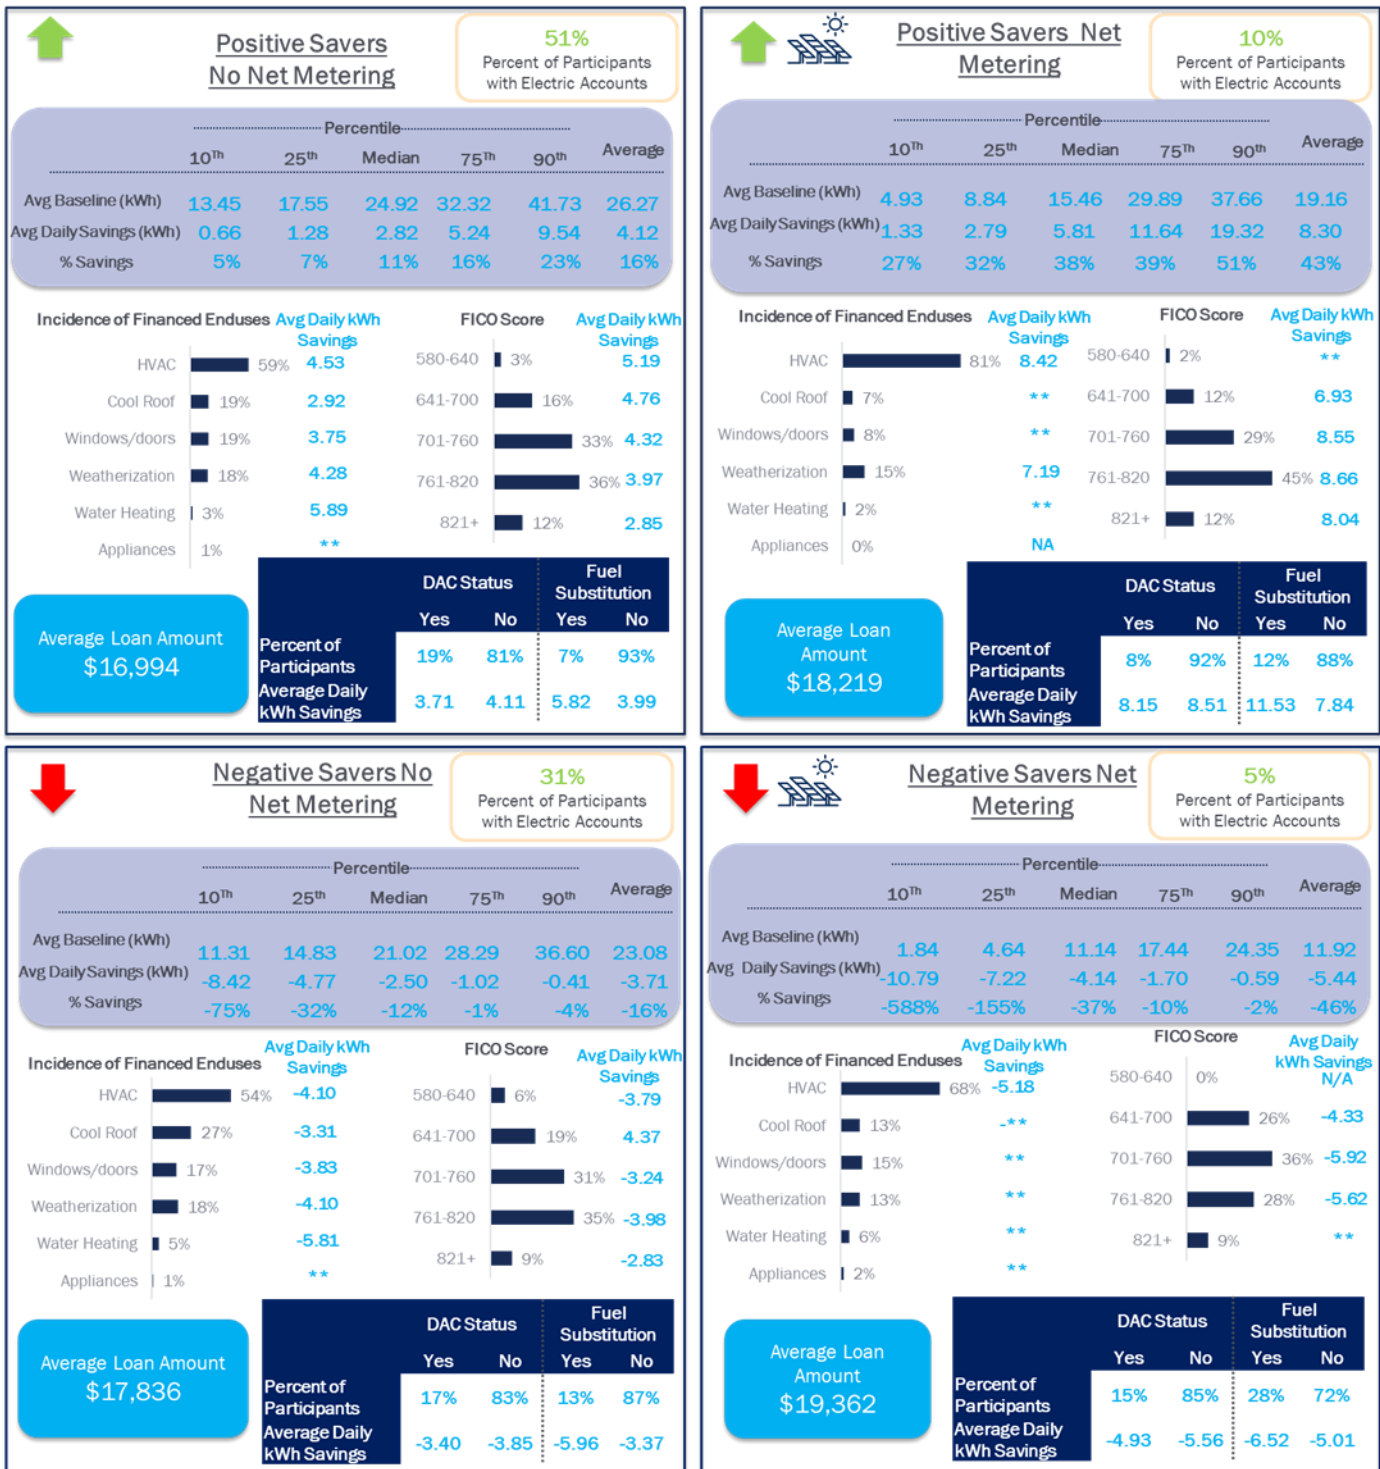 Positive Savers
No Net Metering
51%
Percent of Participants
with Electric Accounts
Percentile
10Th 25th Median 75Th 90th Average
Avg Baseline (kWh) 13.45 17.55 24.92 32.32 41.73 26.27
Avg Daily Savings (kWh) 0.66 1.28 2.82 5.24 9.54 4.12
% Savings 5% 7% 11% 16% 23% 16%
Incidence of Financed Enduses Avg Daily kWh
Savings
HVAC 59% 4.53
Cool Roof 19% 2.92
Windows/doors 19% 3.75
Weatherization 18% 4.28
Water Heating 3% 5.89
Appliances 1% **
FICO Score Avg Daily kWh
Savings
580-640 3% 5.19
641-700 16% 4.76
701-760 33% 4.32
761-820 36% 3.97
821+ 12% 2.85
Average Loan Amount
$16,994
DAC Status Fuel
Substitution
Yes No Yes No
Percent of
Participants 19% 81% 7% 93%
Average Daily
kWh Savings 3.71 4.11 5.82 3.99
Positive Savers Net
Metering
10%
Percent of Participants
with Electric Accounts
Percentile
10Th 25th Median 75Th 90th Average
Avg Baseline (kWh) 4.93 8.84 15.46 29.89 37.66 19.16
Avg Daily Savings (kWh) 1.33 2.79 5.81 11.64 19.32 8.30
% Savings 27% 32% 38% 39% 51% 43%
Incidence of Financed Enduses Avg Daily kWh
Savings
HVAC 81% 8.42
Cool Roof 7% **
Windows/doors 8% **
Weatherization 15% 7.19
Water Heating 2% **
Appliances 0% NA
FICO Score Avg Daily kWh
Savings
580-640 2% **
641-700 12% 6.93
701-760 29% 8.55
761-820 45% 8.66
821+ 12% 8.04
Average Loan
Amount
$18,219
DAC Status Fuel
Substitution
Yes No Yes No
Percent of
Participants 8% 92% 12% 88%
Average Daily
kWh Savings 8.15 8.51 11.53 7.84
Negative Savers No
Net Metering
31%
Percent of Participants
with Electric Accounts
Percentile
10Th 25th Median 75Th 90th Average
Avg Baseline (kWh) 11.31 14.83 21.02 28.29 36.60 23.08
Avg Daily Savings (kWh) -8.42 -4.77 -2.50 -1.02 -0.41 -3.71
% Savings -75% -32% -12% -1% -4% -16%
Incidence of Financed Enduses Avg Daily kWh
Savings
HVAC 54% -4.10
Cool Roof 27% -3.31
Windows/doors 17% -3.83
Weatherization 18% -4.10
Water Heating 5% -5.81
Appliances 1% **
FICO Score Avg Daily kWh
Savings
580-640 6% -3.79
641-700 19% 4.37
701-760 31% -3.24
761-820 35% -3.98
821+ 9% -2.83
Average Loan Amount
$17,836
DAC Status Fuel
Substitution
Yes No Yes No
Percent of
Participants 17% 83% 13% 87%
Average Daily
kWh Savings -3.40 -3.85 -5.96 -3.37
Negative Savers Net
Metering
5%
Percent of Participants
with Electric Accounts
Percentile
10Th 25th Median 75Th 90th Average
Avg Baseline (kWh) 1.84 4.64 11.14 17.44 24.35 11.92
Avg Daily Savings (kWh) -10.79 -7.22 -4.14 -1.70 -0.59 -5.44
% Savings -588% -155% -37% -10% -2% -46%
Incidence of Financed Enduses Avg Daily kWh
Savings
HVAC 68% -5.18
Cool Roof 13% -**
Windows/doors 15% **
Weatherization 13% **
Water Heating 6% **
Appliances 2% **
FICO Score Avg Daily
kWh Savings
580-640 0% N/A
641-700 26% -4.33
701-760 36% -5.92
761-820 28% -5.62
821+ 9% **
Average Loan
Amount
$19,362
DAC Status Fuel
Substitution
Yes No Yes No
Percent of
Participants 15% 85% 28% 72%
Average Daily
kWh Savings -4.93 -5.56 -6.52 -5.01